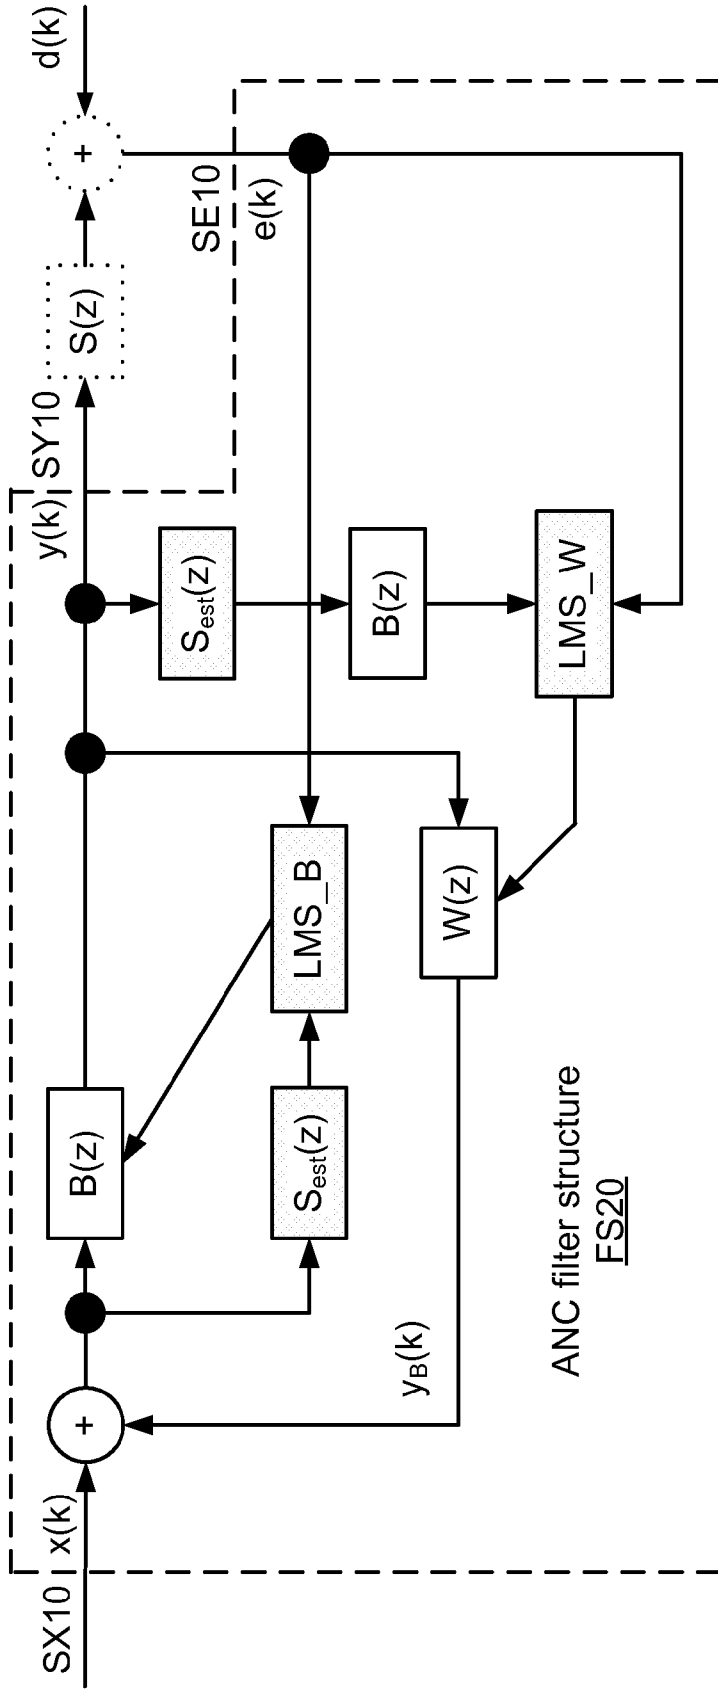 SX10
x(k)
+
B(z)
y(k)
SY10
S(z)
+
d(k)
SE10
e(k)
Sest(z)
LMS_B
Sest(z)
B(z)
yB(k)
W(z)
LMS_W
ANC filter structure
FS20